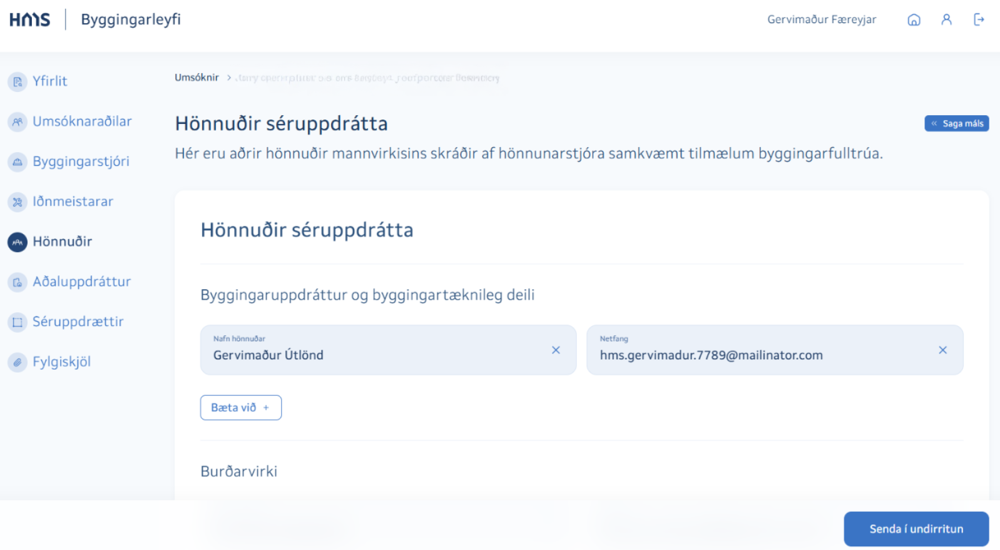 HMS
Byggingarleyfi
Gervimaður Færeyjar
Yfirlit
Umsóknaraðilar
Byggingarstjóri
Iðnmeistarar
Hönnuðir
Aðaluppdráttur
Séruppdrættir
Fylgiskjöl
Umsóknir >
Hönnuðir séruppdrátta
« Saga máls
Hér eru aðrir hönnuðir mannvirkisins skráðir af hönnunarstjóra samkvæmt tilmælum byggingarfulltrúa.
Hönnuðir séruppdrátta
Byggingaruppdráttur og byggingartæknileg deili
Nafn hönnuðar
Gervimaður Útlönd
Netfang
hms.gervimadur.7789@mailinator.com
Bæta við +
Burðarvirki
Senda í undirritun